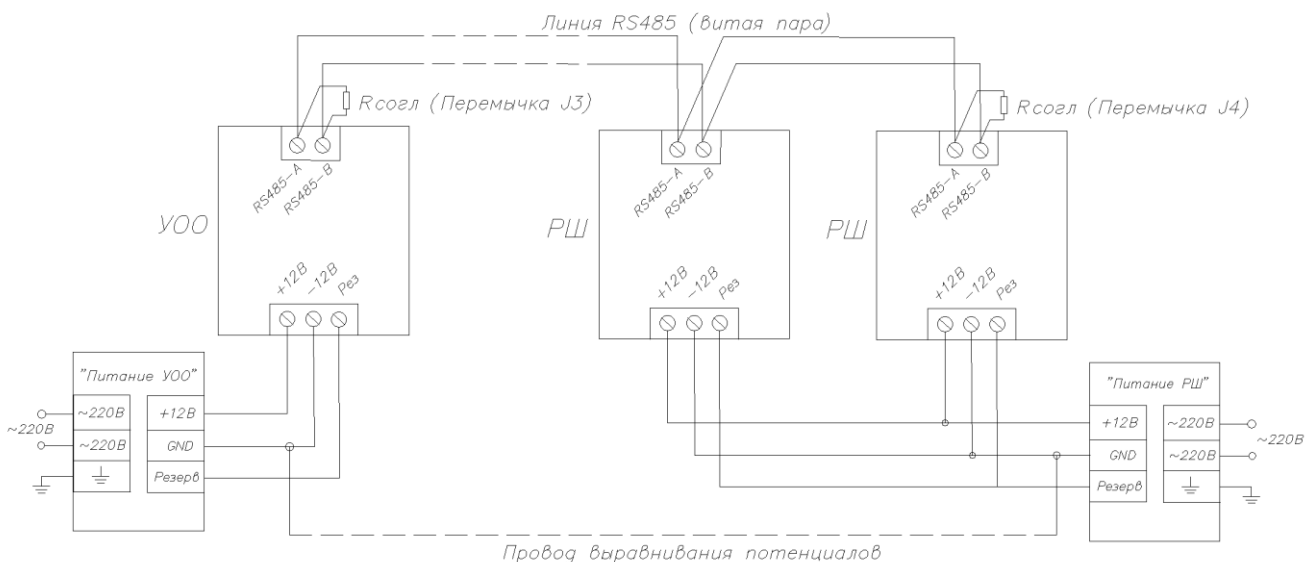 Линия RS485 (витая пара)
Rсогл (Перемычка J3)
Rсогл (Перемычка J4)
RS485-A
RS485-B
RS485-A
RS485-B
RS485-A
RS485-B
УОО
РШ
РШ
+12В
-12В
Рез
+12В
-12В
Рез
+12В
-12В
Рез
"Питание УОО"
~220В
+12В
~220В
~220В
GND
Резерв
"Питание РШ"
+12В
~220В
~220В
GND
~220В
Резерв
Провод выравнивания потенциалов